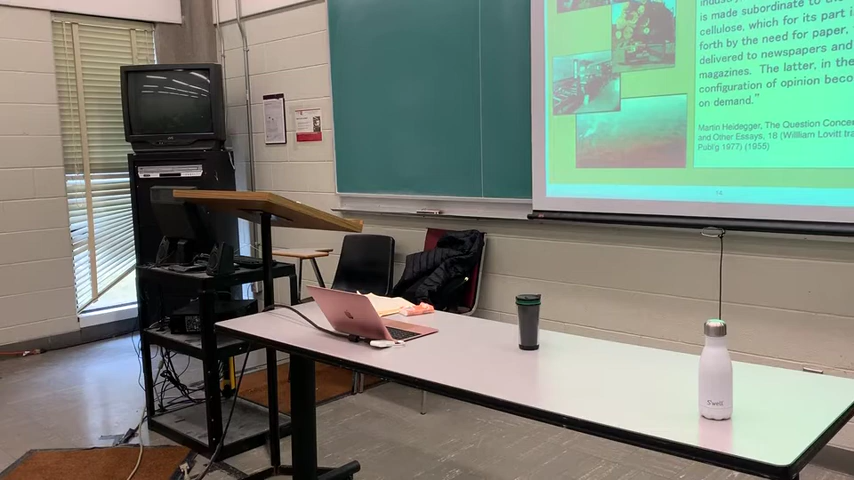 is made subordinate to the
cellulose, which for its part i
forth by the need for paper,
delivered to newspapers and
magazines. The latter, in the
configuration of opinion beco
on demand."
Martin Heidegger, The Question Conce
and Other Essays, 18 (Willliam Lovitt tra
Publ'g 1977) (1955)
S'well